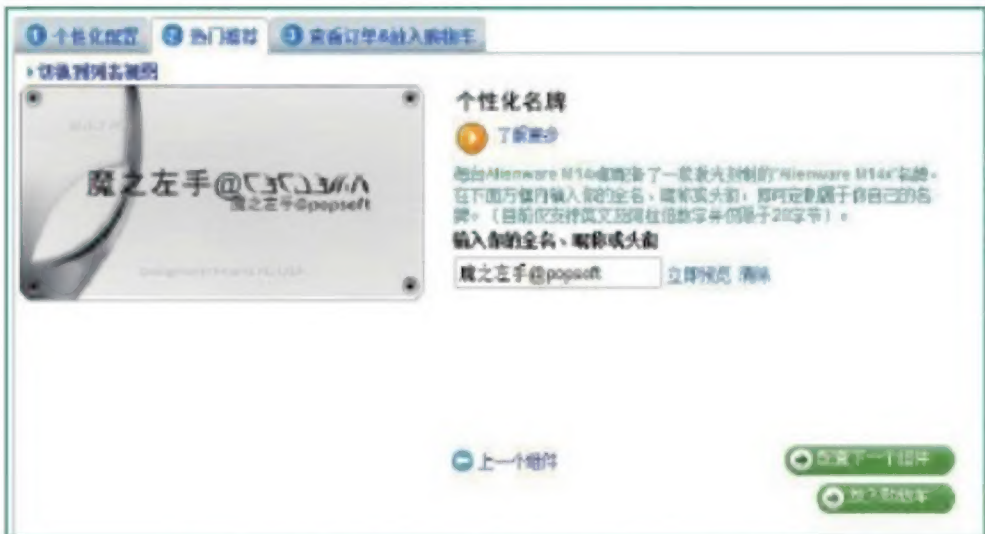 1 个性化配置 2 热门推荐 3 查看订单&放入购物车
切换到列表视图
个性化名牌
了解更多
魔之左手@
魔之左手@popsoft
每台Alienware M14x都配备了一款激光刻制的"Alienware M14x"名牌。
在下面方框内输入你的全名、昵称或头衔,即可定制属于你自己的名
牌。(目前仅支持英文及阿拉伯数字并仅限于20字节)。
输入你的全名、昵称或头衔
魔之左手@popsoft 立即预览 清除
上一个组件 配置下一个组件
放入购物车